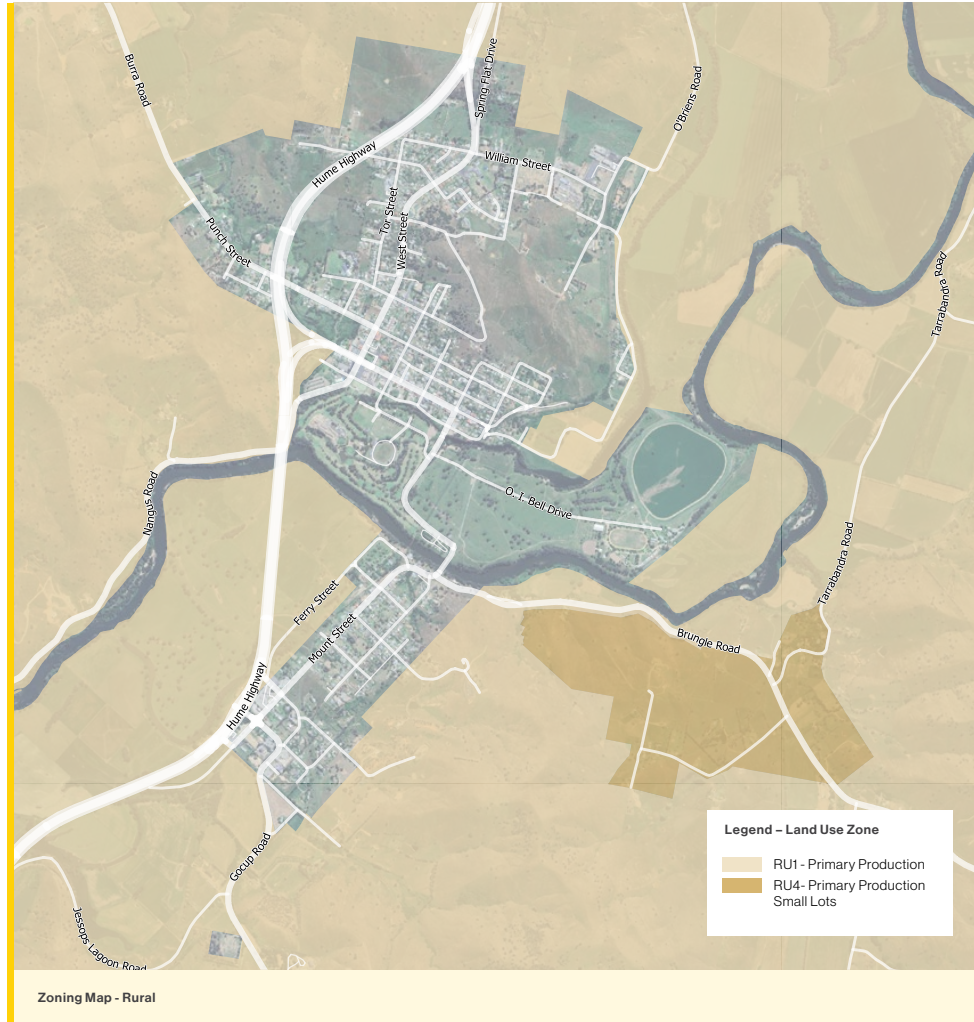 Burra Road
Spring Flat Drive
O'Briens Road
Hume Highway
William Street
Tor Street
West Street
Punch Street
Tarrabandra Road
Nangus Road
O. I. Bell Drive
Tarrabandra Road
Ferry Street
Mount Street
Brungle Road
Hume Highway
Gocup Road
Jessops Lagoon Road
Legend – Land Use Zone
RU1 - Primary Production
RU4- Primary Production
Small Lots
Zoning Map - Rural